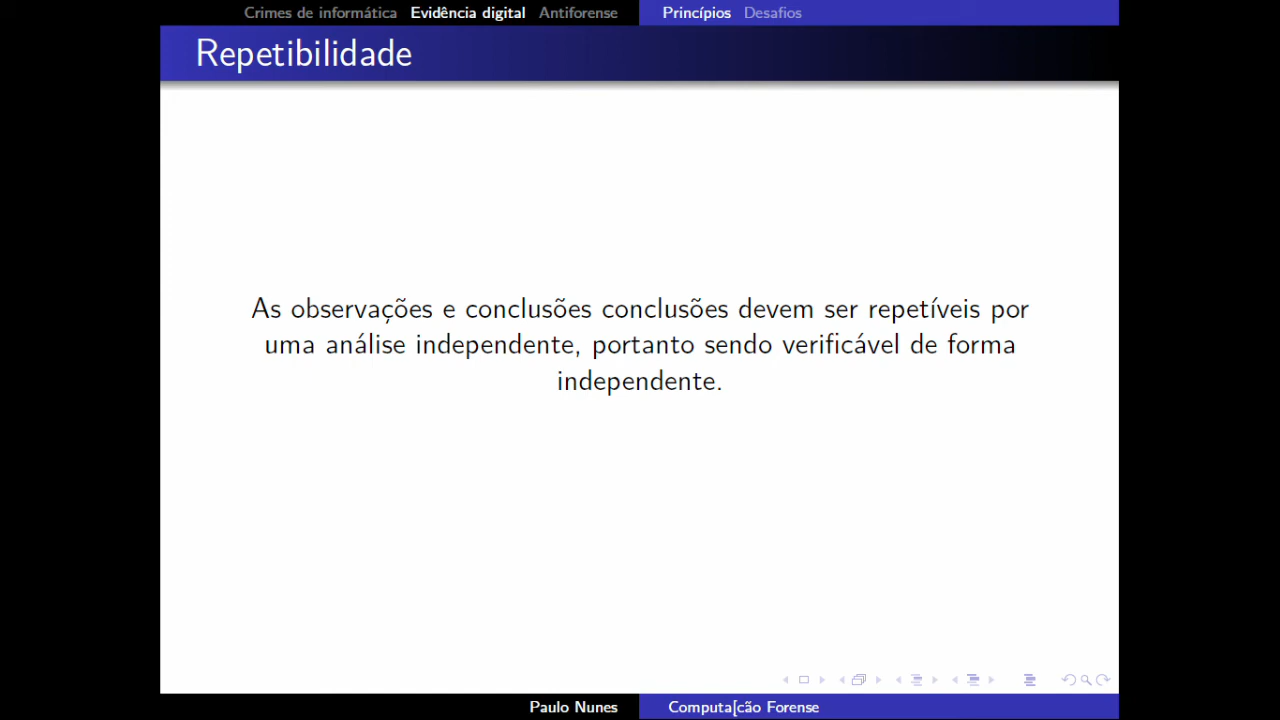 Crimes de informática Evidência digital Antiforense Princípios Desafios
Repetibilidade
As observações e conclusões conclusões devem ser repetíveis por
uma análise independente, portanto sendo verificável de forma
independente.
Paulo Nunes Computa[cão Forense